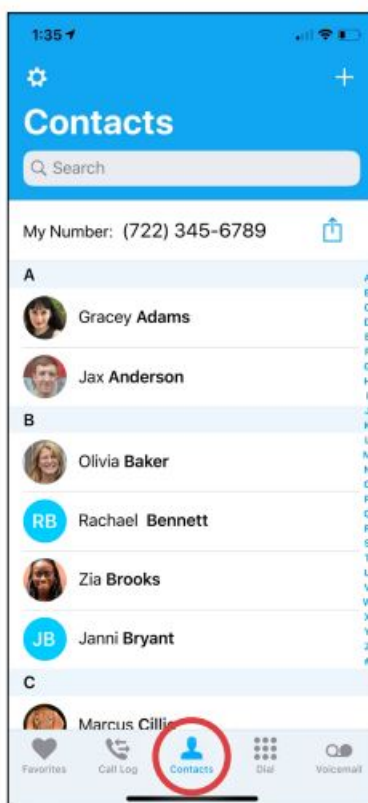 1:35
Contacts
Search
My Number: (722) 345-6789
A
Gracey Adams
Jax Anderson
B
Olivia Baker
RB Rachael Bennett
Zia Brooks
JB Janni Bryant
C
Marcus
Favorites Call Log Contacts Dial Voicemail